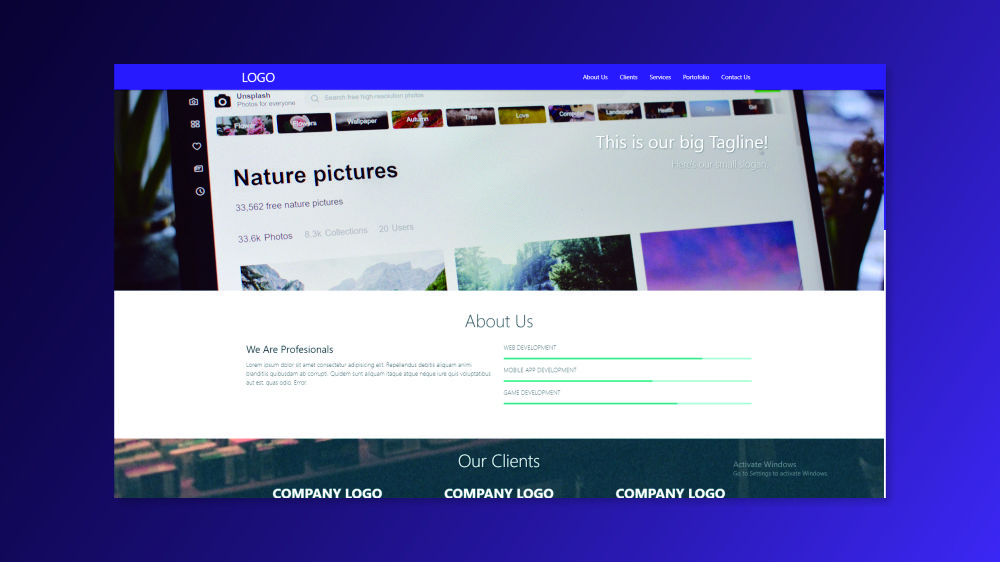 LOGO
About Us Clients Services Portofolio Contact Us
Unsplash
Photos for everyone
Search free high-resolution photos
Flower Flowers Wallpaper Autumn Tree Love Computer Landscape Health Sky Girl
This is our big Tagline!
Here's our small slogan.
Nature pictures
33,562 free nature pictures
33.6k Photos 8.3k Collections 20 Users
About Us
We Are Profesionals
Lorem ipsum dolor sit amet consectetur adipisicing elit. Repellendus debitis aliquam animi
blanditiis quibusdam ab corrupti. Quidem sunt aliquam itaque atque neque iure quis voluptatibus
aut est, quas odio. Error.
WEB DEVELOPMENT
MOBILE APP DEVELOPMENT
GAME DEVELOPMENT
Our Clients
Activate Windows
Go to Settings to activate Windows.
COMPANY LOGO COMPANY LOGO COMPANY LOGO